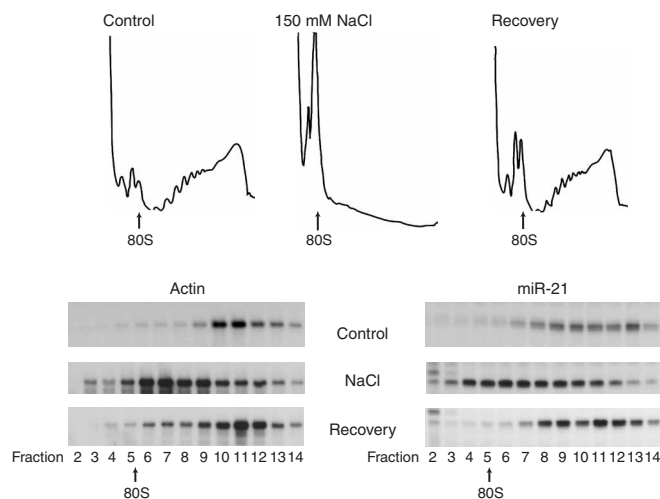 Control 150 mM NaCl Recovery
80S 80S 80S
Actin miR-21
Control
NaCl
Recovery
Fraction 2 3 4 5 6 7 8 9 10 11 12 13 14 Fraction 2 3 4 5 6 7 8 9 10 11 12 13 14
80S 80S